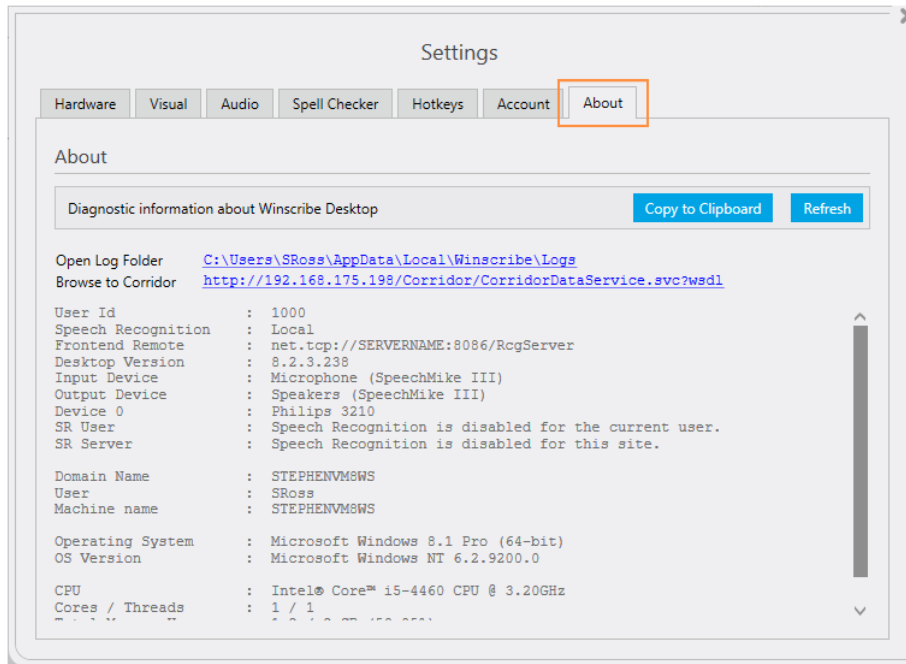 Settings
Hardware Visual Audio Spell Checker Hotkeys Account About
About
Diagnostic information about Winscribe Desktop Copy to Clipboard Refresh
Open Log Folder C:\Users\SRoss\AppData\Local\Winscribe\Logs
Browse to Corridor http://192.168.175.198/Corridor/CorridorDataService.svc?wsdl
User Id : 1000
Speech Recognition : Local
Frontend Remote : net.tcp://SERVERNAME:8086/RcgServer
Desktop Version : 8.2.3.238
Input Device : Microphone (SpeechMike III)
Output Device : Speakers (SpeechMike III)
Device 0 : Philips 3210
SR User : Speech Recognition is disabled for the current user.
SR Server : Speech Recognition is disabled for this site.
Domain Name : STEPHENVM8WS
User : SRoss
Machine name : STEPHENVM8WS
Operating System : Microsoft Windows 8.1 Pro (64-bit)
OS Version : Microsoft Windows NT 6.2.9200.0
CPU : Intel® Core™ i5-4460 CPU @ 3.20GHz
Cores / Threads : 1 / 1